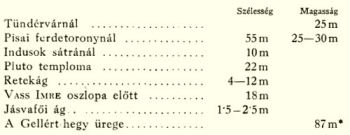 Szélesség Magasság
Tündérvárnál .................. 25 m
Pisai ferdetoronynál ............ 55 m 25—30 m
Indusok sátránál ................ 10 m
Pluto temploma ................ 22 m
Retekág ....................... 4—12 m
VASS IMRE oszlopa előtt ........ 18 m
Jásvafői ág ..................... 1·5—2·5 m
A Gellért-hegy ürege............. 87 m*